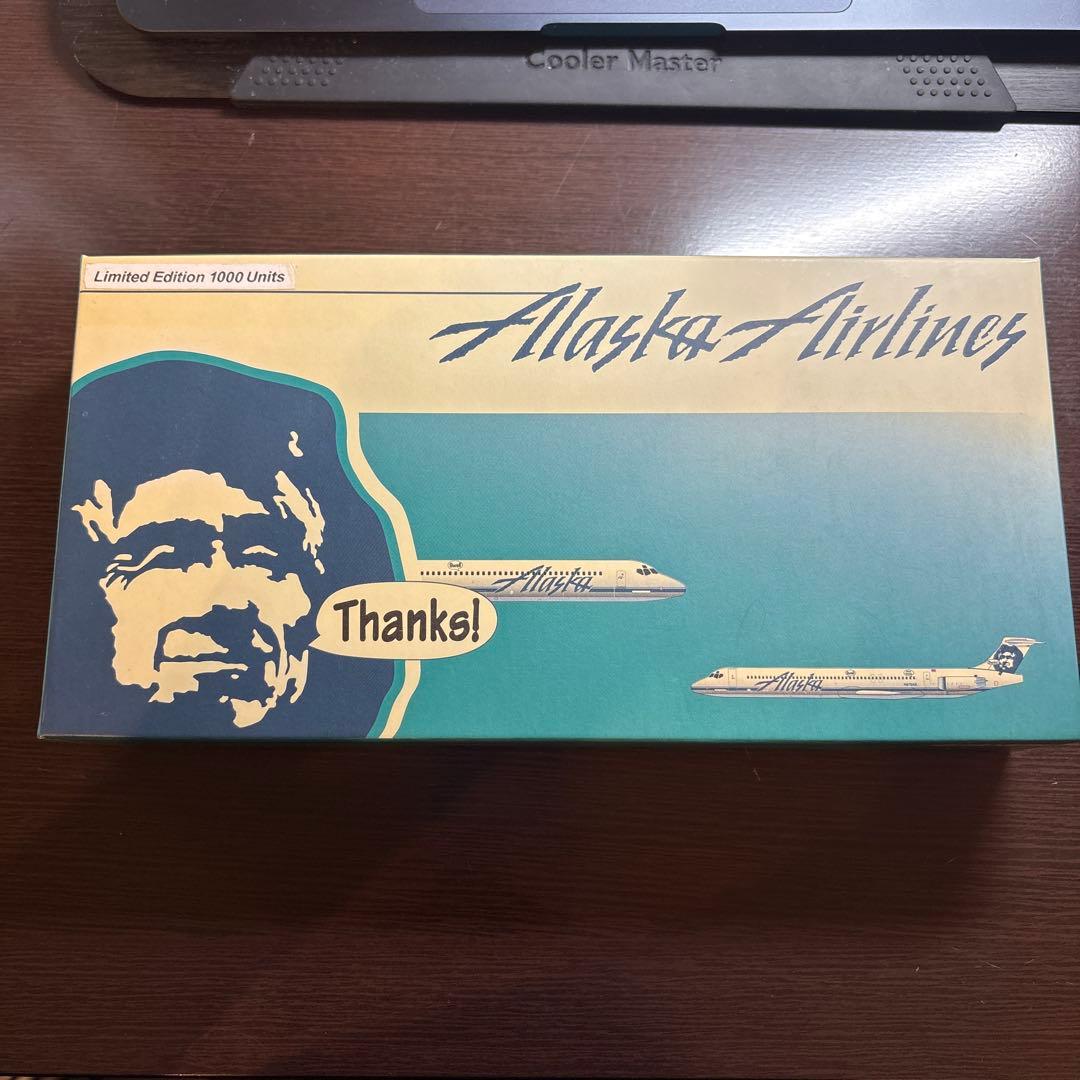 Cooler Master
Limited Edition 1000 Units
Alaska Airlines
Alaska
Thanks!
Alaska